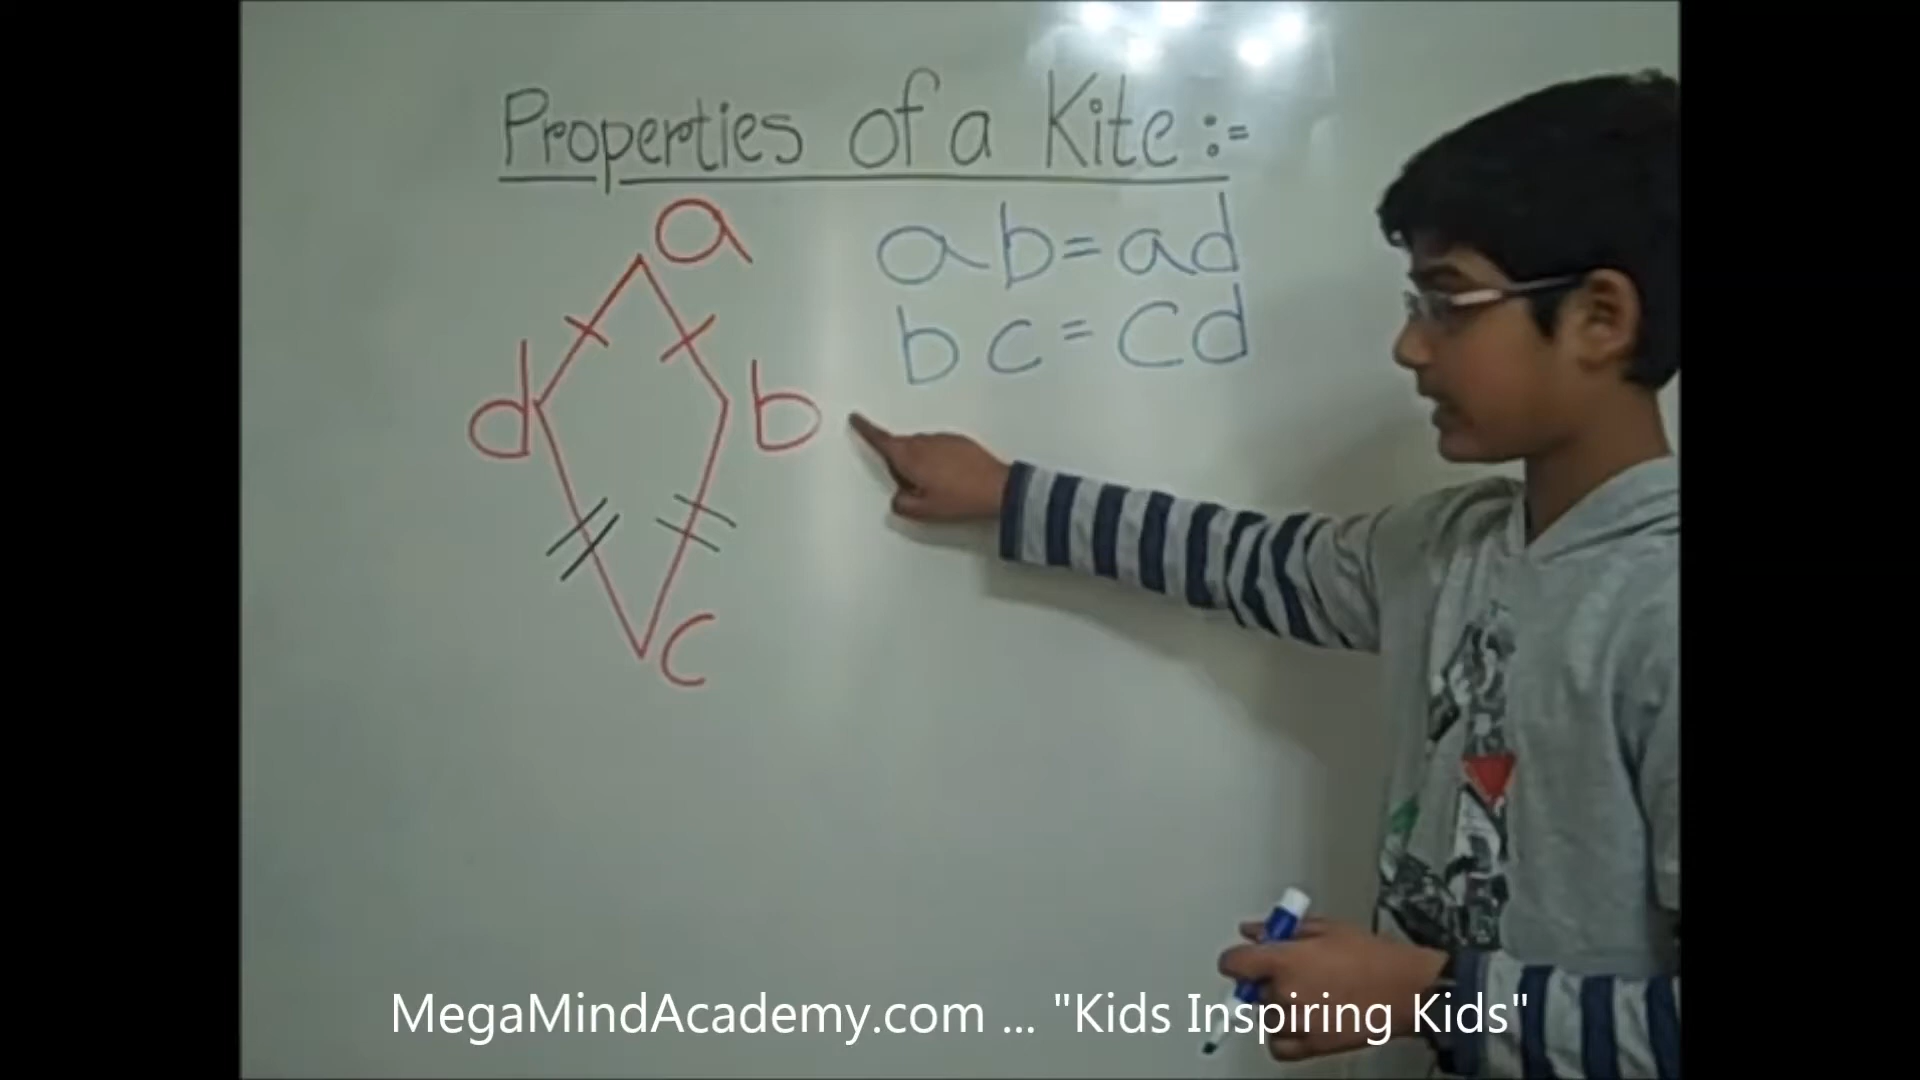 Properties of a Kite :=
a
ab=ad
bc=cd
d
b
c
MegaMindAcademy.com ... "Kids Inspiring Kids"